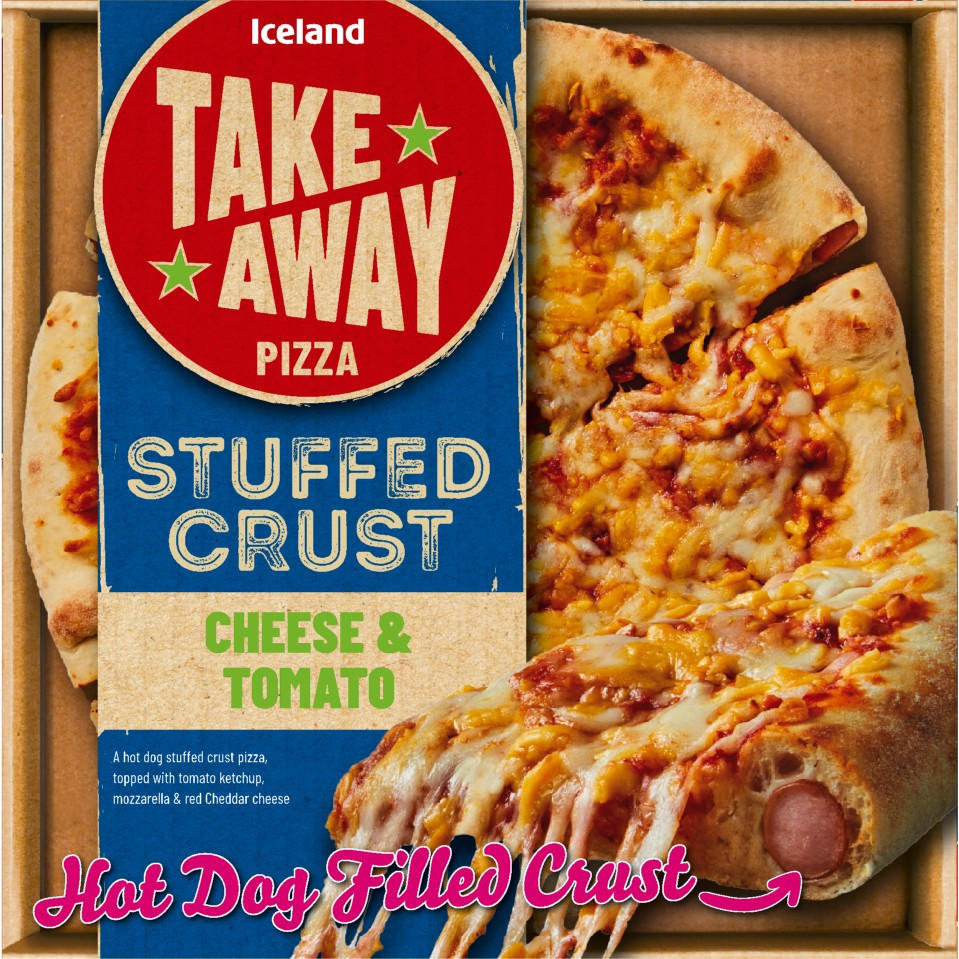 Iceland
TAKE
AWAY
PIZZA
STUFFED
CRUST
CHEESE &
TOMATO
A hot dog stuffed crust pizza,
topped with tomato ketchup,
mozzarella & red Cheddar cheese
Hot Dog Filled Crust